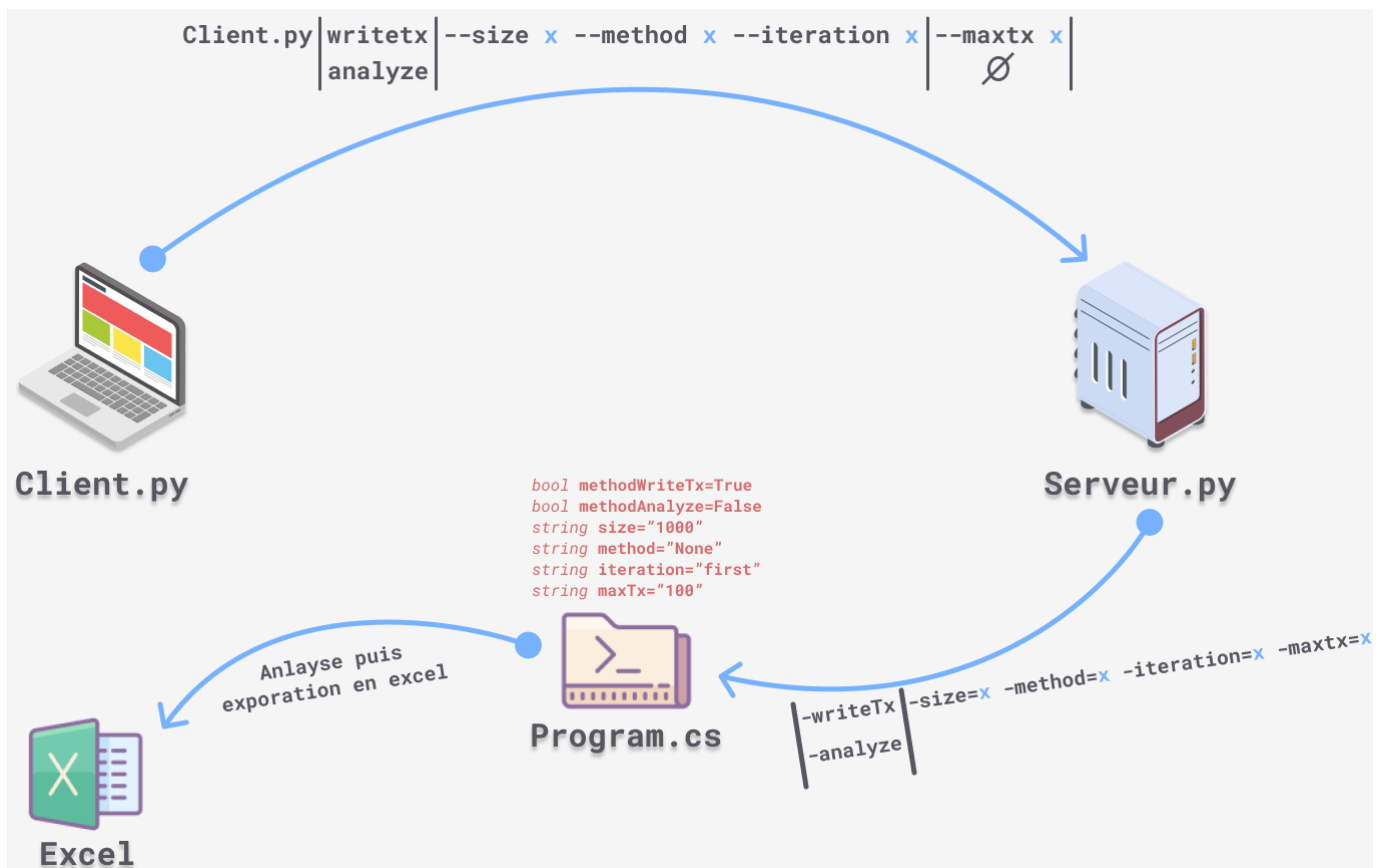 Client.py writetx --size x --method x --iteration x --maxtx x
analyze ∅
Client.py
Serveur.py
bool methodWriteTx=True
bool methodAnalyze=False
string size=”1000”
string method=”None”
string iteration=”first”
string maxTx=”100”
Anlayse puis
exporation en excel
Program.cs
-writeTx -size=x -method=x -iteration=x -maxtx=x
-analyze
Excel